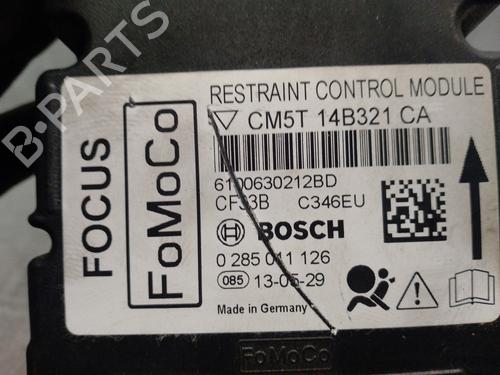 RESTRAINT CONTROL MODULE
CM5T 14B321 CA
6100630212BD
CF33B C346EU
BOSCH
0 285 011 126
085 13-05-29
Made in Germany
FOCUS
FoMoCo
FoMoCo
B-PARTS